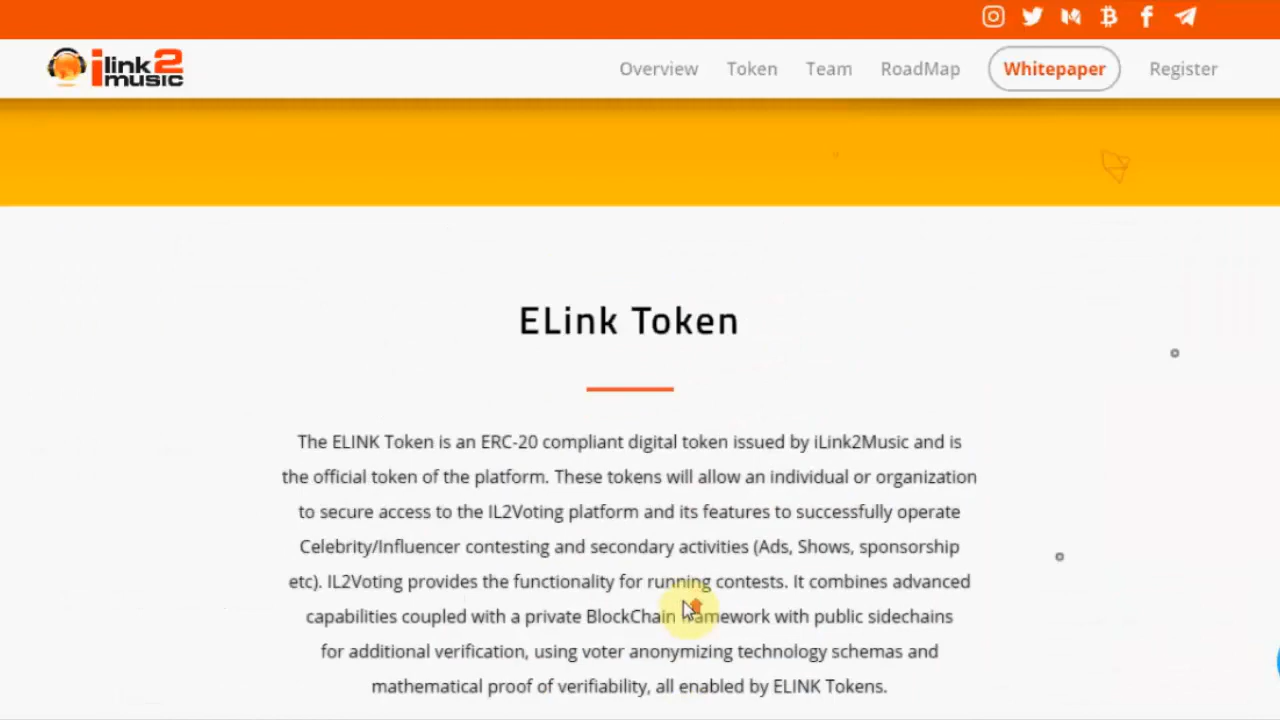 ilink2music
Overview Token Team RoadMap Whitepaper Register
ELink Token
The ELINK Token is an ERC-20 compliant digital token issued by iLink2Music and is
the official token of the platform. These tokens will allow an individual or organization
to secure access to the IL2Voting platform and its features to successfully operate
Celebrity/Influencer contesting and secondary activities (Ads, Shows, sponsorship
etc). IL2Voting provides the functionality for running contests. It combines advanced
capabilities coupled with a private BlockChain framework with public sidechains
for additional verification, using voter anonymizing technology schemas and
mathematical proof of verifiability, all enabled by ELINK Tokens.